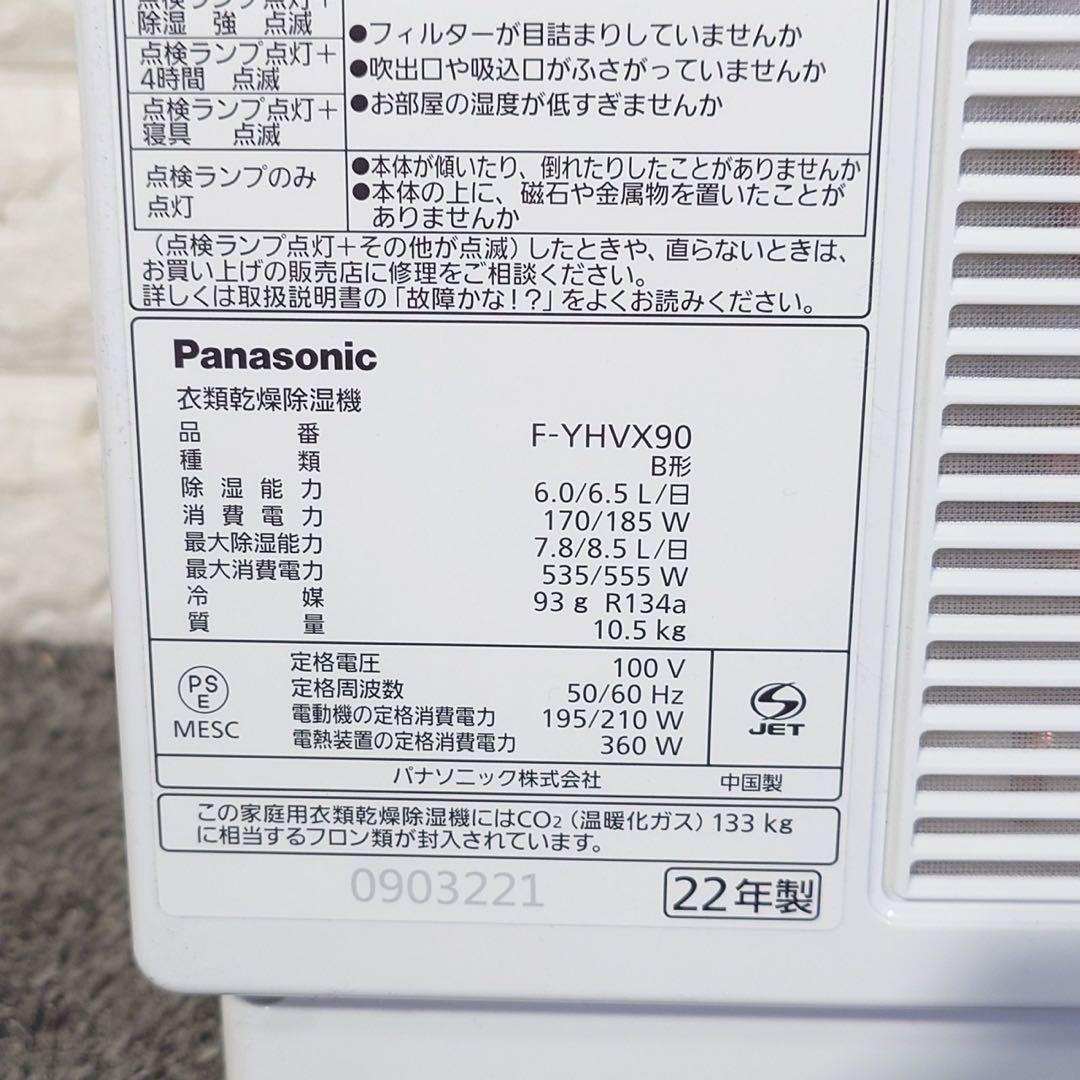 点検ランプ点灯+
除湿 強 点滅
点検ランプ点灯+
4時間 点滅
点検ランプ点灯+
寝具 点滅
●フィルターが目詰まりしていませんか
●吹出口や吸込口がふさがっていませんか
●お部屋の湿度が低すぎませんか
点検ランプのみ
点灯
●本体が傾いたり、倒れたりしたことがありませんか
●本体の上に、磁石や金属物を置いたことが
ありませんか
(点検ランプ点灯+その他が点滅)したときや、直らないときは、
お買い上げの販売店に修理をご相談ください。
詳しくは取扱説明書の「故障かな!?」をよくお読みください。
Panasonic
衣類乾燥除湿機
品番 F-YHVX90
種類 B形
除湿能力 6.0/6.5 L/日
消費電力 170/185 W
最大除湿能力 7.8/8.5 L/日
最大消費電力 535/555 W
冷媒 93 g R134a
質量 10.5 kg
PS
E
MESC
定格電圧 100 V
定格周波数 50/60 Hz
電動機の定格消費電力 195/210 W
電熱装置の定格消費電力 360 W
S
JET
パナソニック株式会社 中国製
この家庭用衣類乾燥除湿機にはCO₂(温暖化ガス)133 kg
に相当するフロン類が封入されています。
0903221
22年製